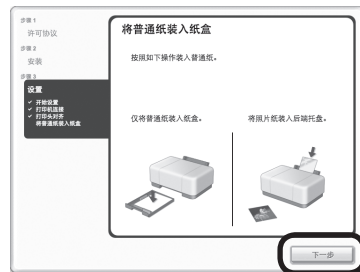 步骤 1
许可协议
步骤 2
安装
步骤 3
设置
✓ 开始设置
✓ 打印机连接
✓ 打印头对齐
将普通纸装入纸盒
将普通纸装入纸盒
按照如下操作装入普通纸。
仅将普通纸装入纸盒。
将照片纸装入后端托盘。
下一步